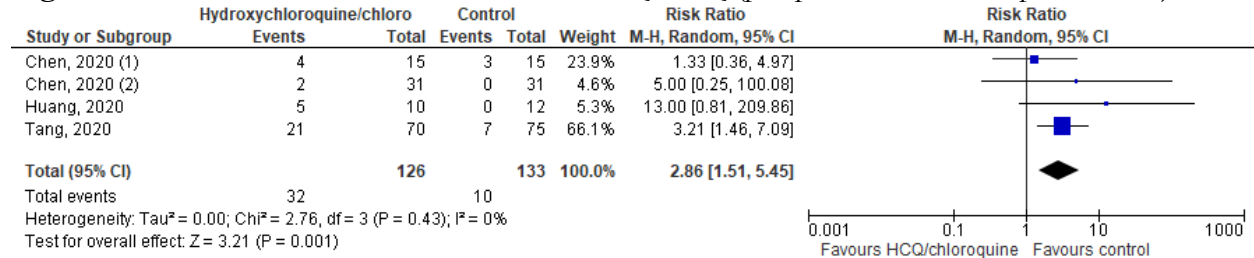 Hydroxychloroquine/chloro Control Risk Ratio Risk Ratio
Study or Subgroup Events Total Events Total Weight M-H, Random, 95% CI M-H, Random, 95% CI
Chen, 2020 (1) 4 15 3 15 23.9% 1.33 [0.36, 4.97]
Chen, 2020 (2) 2 31 0 31 4.6% 5.00 [0.25, 100.08]
Huang, 2020 5 10 0 12 5.3% 13.00 [0.81, 209.86]
Tang, 2020 21 70 7 75 66.1% 3.21 [1.46, 7.09]
Total (95% CI) 126 133 100.0% 2.86 [1.51, 5.45]
Total events 32 10
Heterogeneity: Tau² = 0.00; Chi² = 2.76, df = 3 (P = 0.43); I² = 0%
Test for overall effect: Z = 3.21 (P = 0.001)
0.001 0.1 1 10 1000
Favours HCQ/chloroquine Favours control